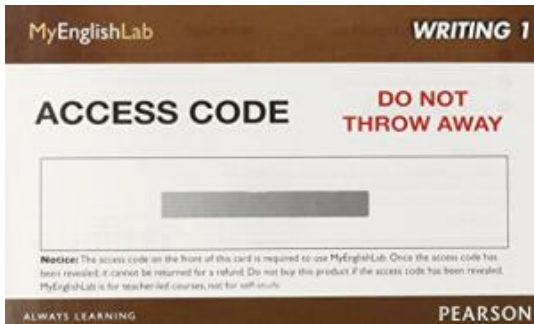 MyEnglishLab WRITING 1
ACCESS CODE
DO NOT
THROW AWAY
Notice: The access code on the front of this card is required to use MyEnglishLab. Once the access code has
been revealed, it cannot be returned for a refund. Do not buy this product if the access code has been revealed.
MyEnglishLab is for teacher-led courses, not for self-study.
ALWAYS LEARNING PEARSON